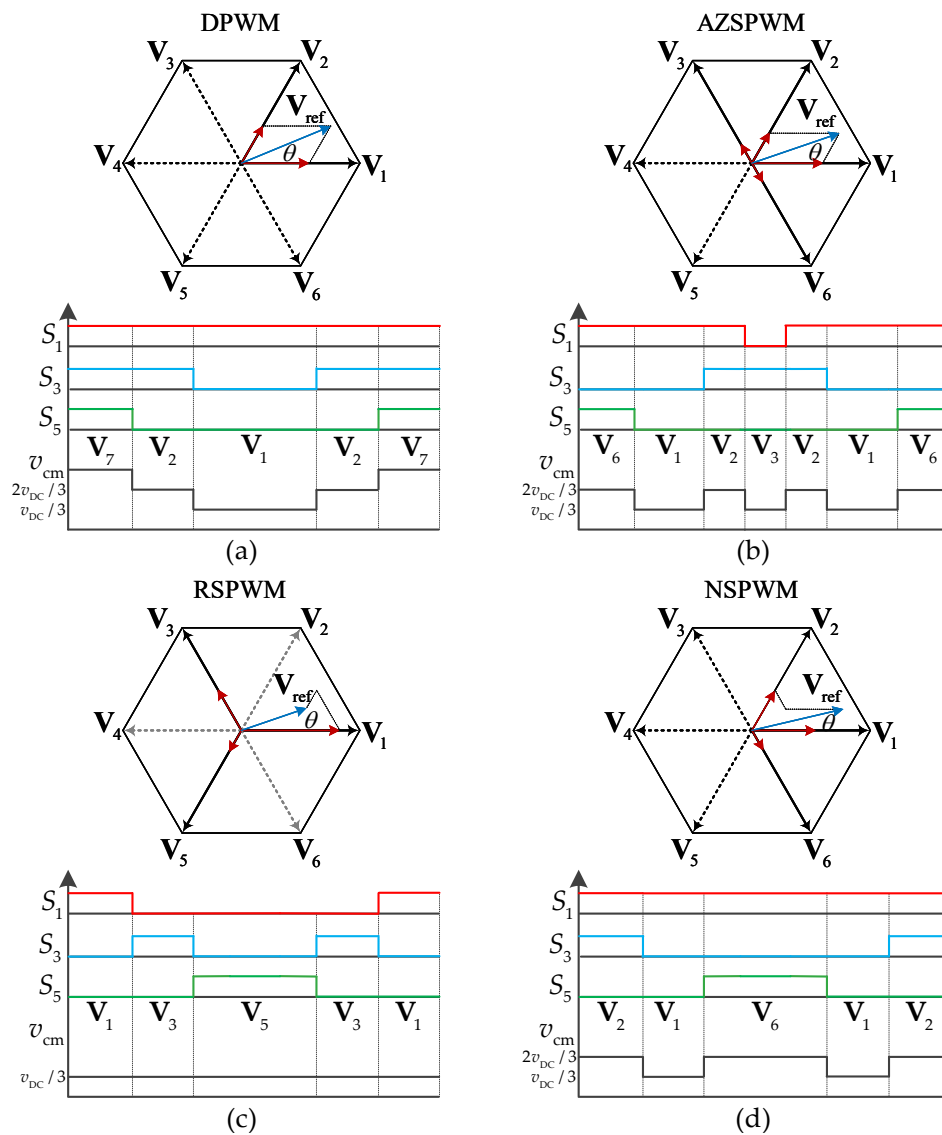 DPWM
V3 V2
Vref
V4 θ V1
V5 V6
S1
S3
S5
V7 V2 V1 V2 V7
vcm
2vDC / 3
vDC / 3
(a)
AZSPWM
V3 V2
Vref
V4 θ V1
V5 V6
S1
S3
S5
V6 V1 V2 V3 V2 V1 V6
vcm
2vDC / 3
vDC / 3
(b)
RSPWM
V3 V2
Vref
V4 θ V1
V5 V6
S1
S3
S5
V1 V3 V5 V3 V1
vcm
vDC / 3
(c)
NSPWM
V3 V2
Vref
V4 θ V1
V5 V6
S1
S3
S5
V2 V1 V6 V1 V2
vcm
2vDC / 3
vDC / 3
(d)